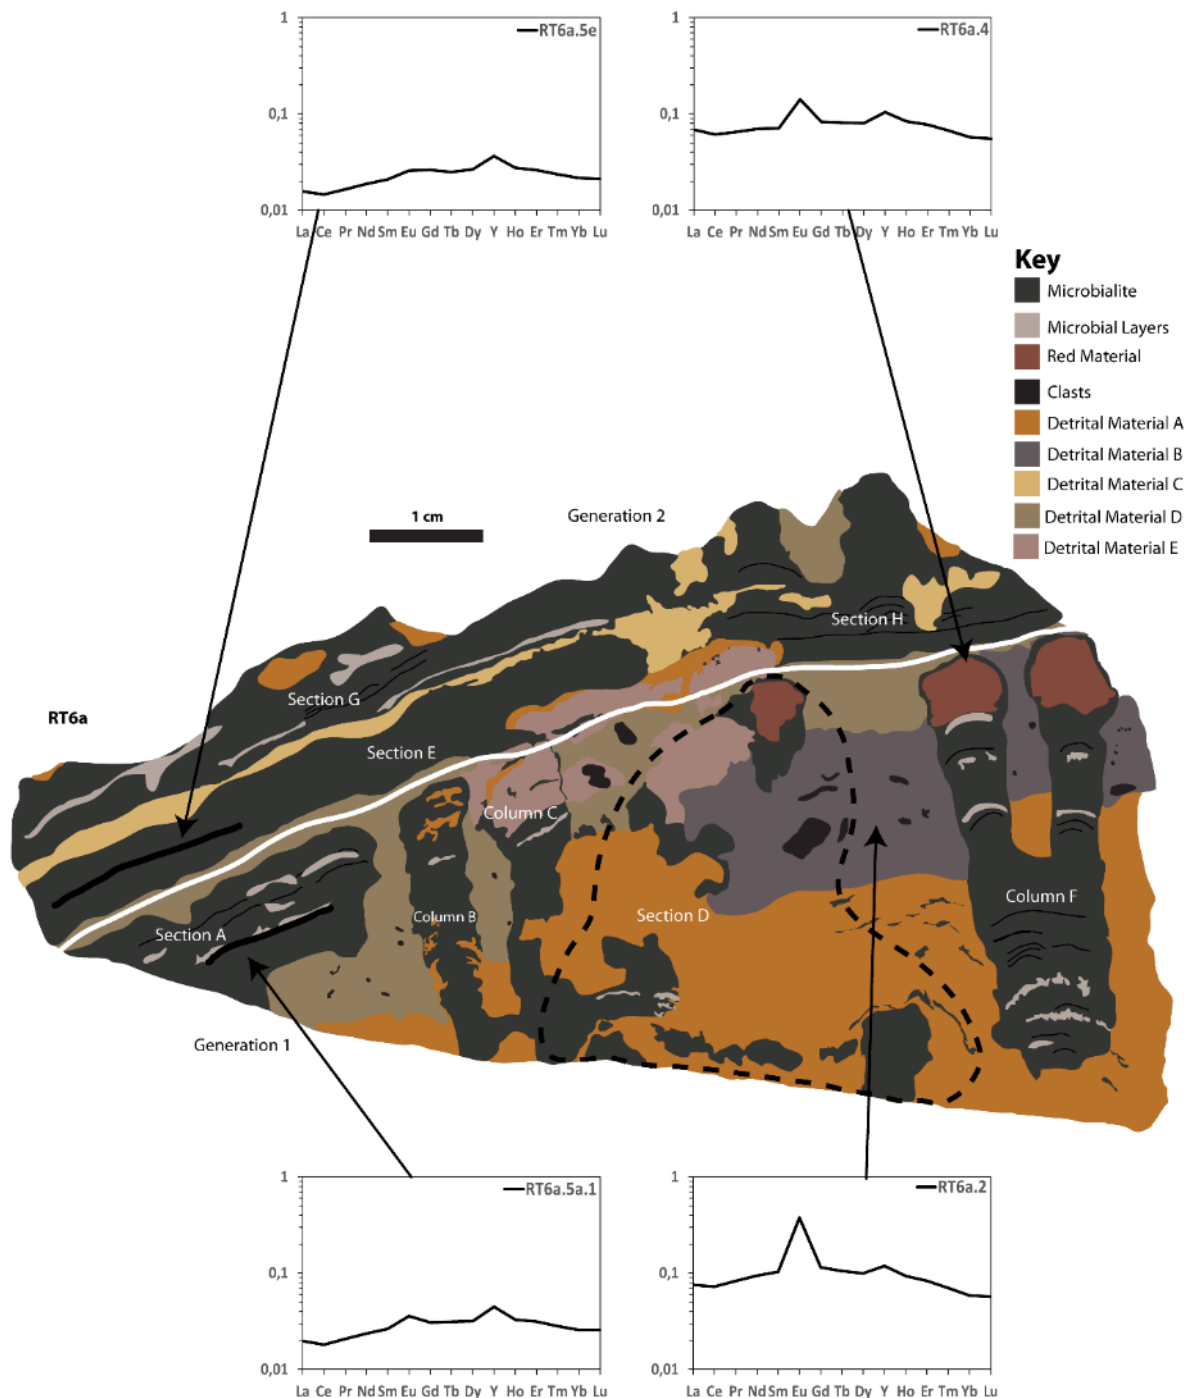 1
RT6a.5e
0,1
0,01
La Ce Pr Nd Sm Eu Gd Tb Dy Y Ho Er Tm Yb Lu
1
RT6a.4
0,1
0,01
La Ce Pr Nd Sm Eu Gd Tb Dy Y Ho Er Tm Yb Lu
Key
Microbialite
Microbial Layers
Red Material
Clasts
Detrital Material A
Detrital Material B
Detrital Material C
Detrital Material D
Detrital Material E
1 cm
Generation 2
Section H
Section G
RT6a
Section E
Column C
Column F
Column B
Section D
Section A
Generation 1
1
RT6a.5a.1
0,1
0,01
La Ce Pr Nd Sm Eu Gd Tb Dy Y Ho Er Tm Yb Lu
1
RT6a.2
0,1
0,01
La Ce Pr Nd Sm Eu Gd Tb Dy Y Ho Er Tm Yb Lu